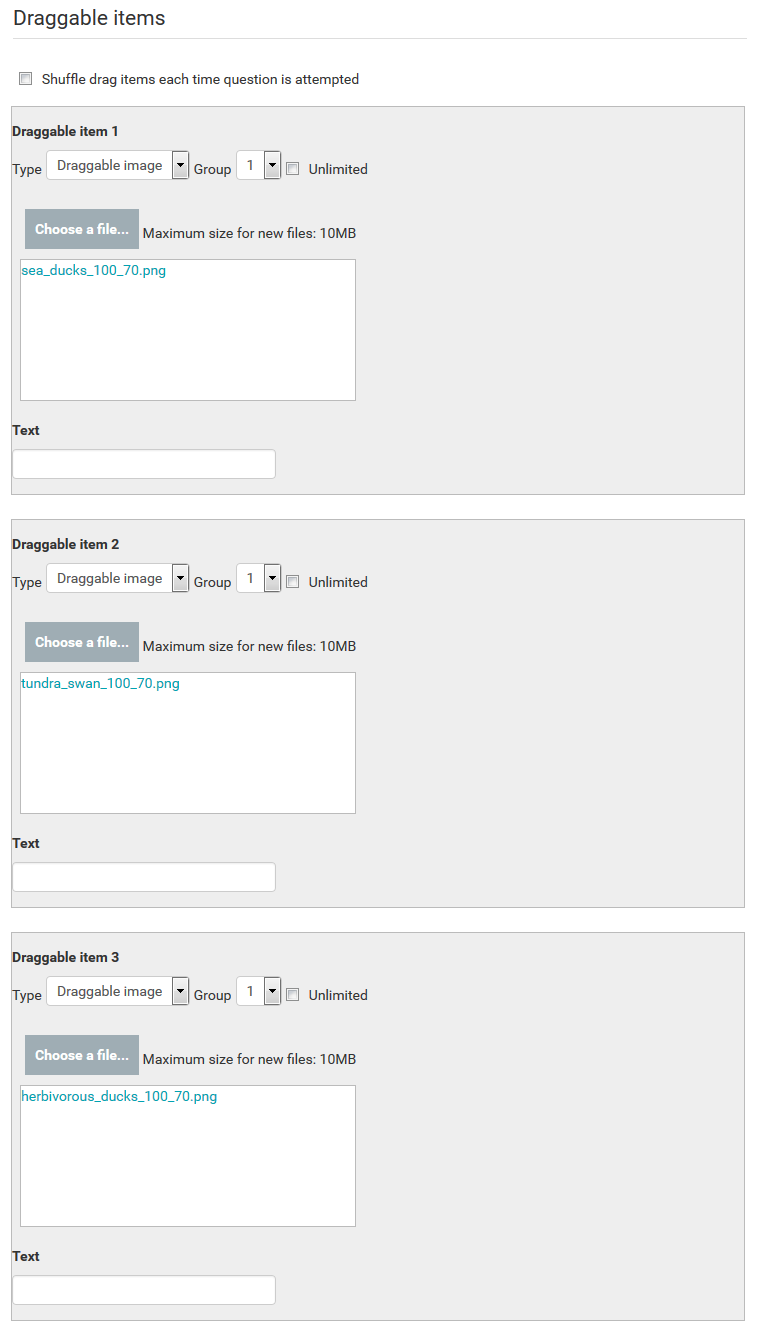 Draggable items
Shuffle drag items each time question is attempted
Draggable item 1
Type Draggable image Group 1 Unlimited
Choose a file... Maximum size for new files: 10MB
sea_ducks_100_70.png
Text
Draggable item 2
Type Draggable image Group 1 Unlimited
Choose a file... Maximum size for new files: 10MB
tundra_swan_100_70.png
Text
Draggable item 3
Type Draggable image Group 1 Unlimited
Choose a file... Maximum size for new files: 10MB
herbivorous_ducks_100_70.png
Text